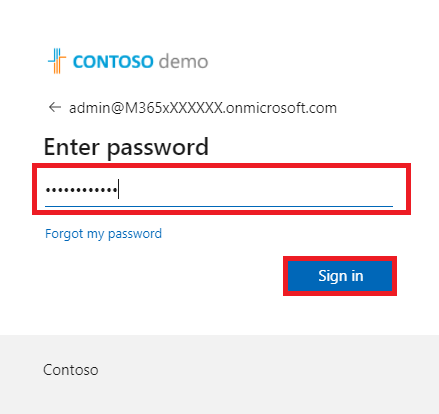 CONTOSO demo
← admin@M365xXXXXXX.onmicrosoft.com
Enter password
••••••••••••
Forgot my password
Sign in
Contoso